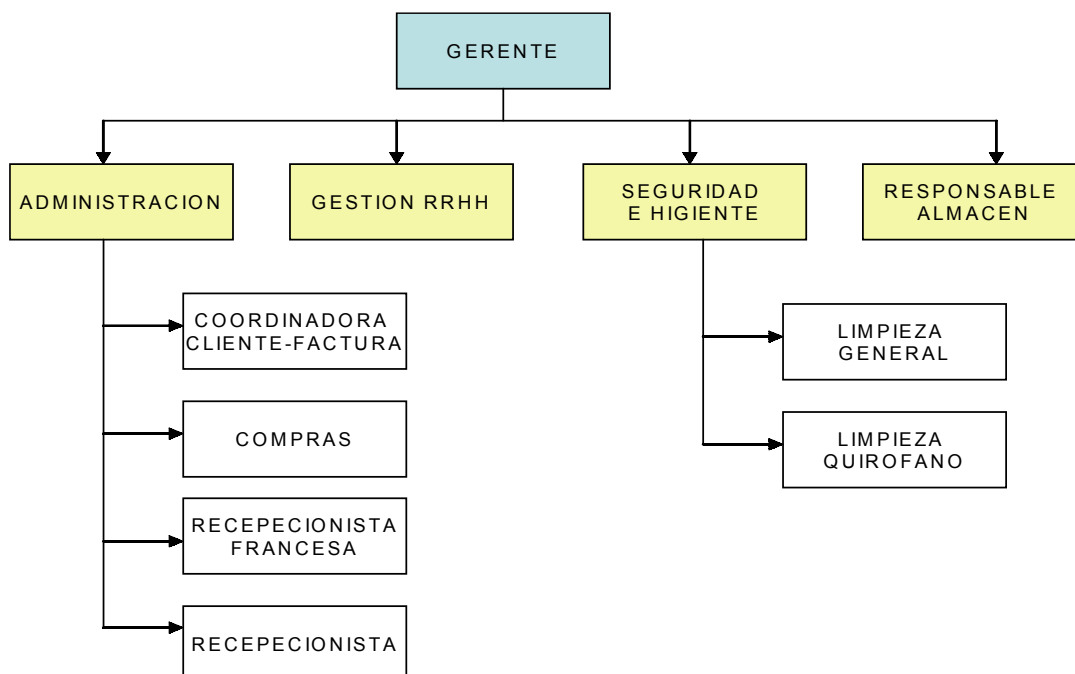 GERENTE
ADMINISTRACION
GESTION RRHH
SEGURIDAD
E HIGIENTE
RESPONSABLE
ALMACEN
COORDINADORA
CLIENTE-FACTURA
COMPRAS
RECEPECIONISTA
FRANCESA
RECEPECIONISTA
LIMPIEZA
GENERAL
LIMPIEZA
QUIROFANO